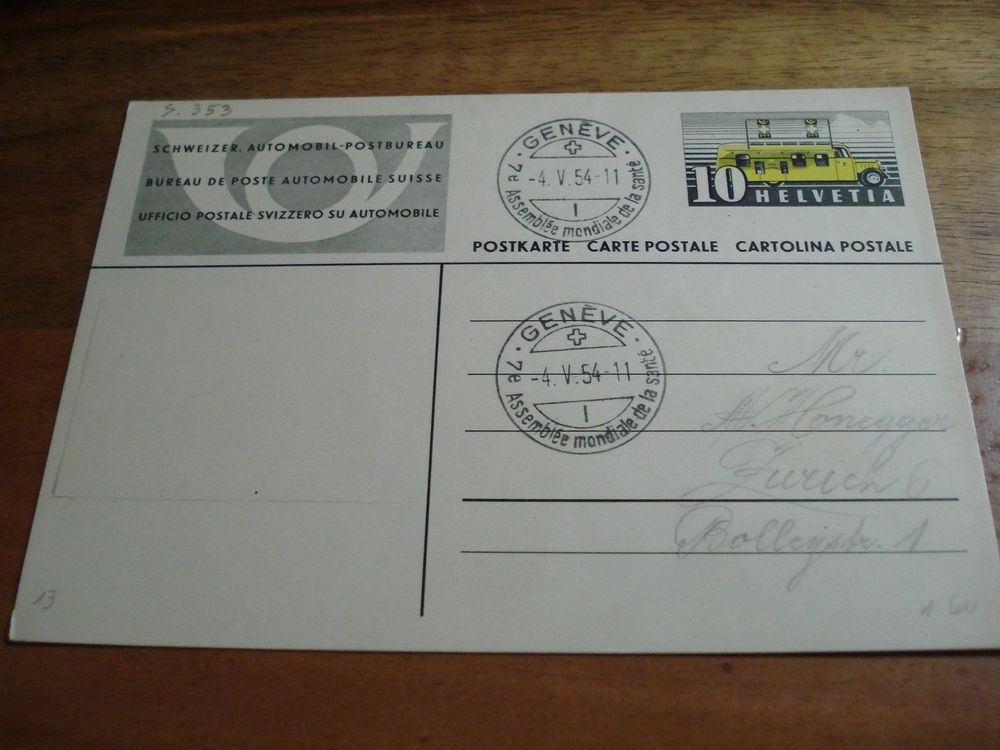 S. 353
SCHWEIZER. AUTOMOBIL-POSTBUREAU
BUREAU DE POSTE AUTOMOBILE SUISSE
UFFICIO POSTALE SVIZZERO SU AUTOMOBILE
· GENÈVE ·
-4. V. 54-11
I
7e Assemblée mondiale de la santé
10 HELVETIA
POSTKARTE CARTE POSTALE CARTOLINA POSTALE
· GENÈVE ·
-4. V. 54-11
I
7e Assemblée mondiale de la santé
Mr.
Honegger
Zurich 6
Bolleystr. 1
13
1.60